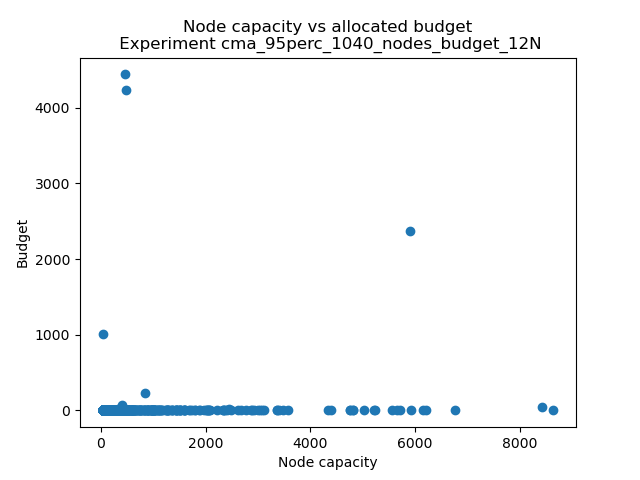 Node capacity vs allocated budget
Experiment cma_95perc_1040_nodes_budget_12N
4000
3000
2000
1000
0
Budget
0 2000 4000 6000 8000
Node capacity